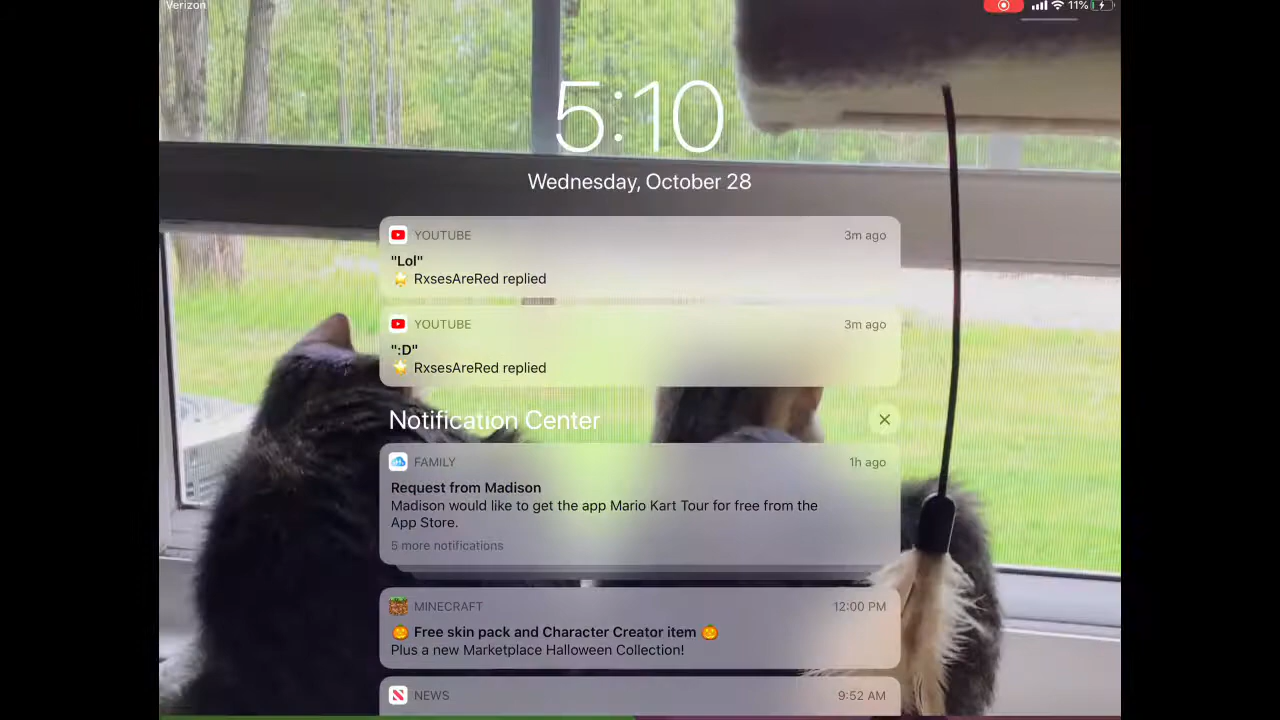 Verizon
11%
5:10
Wednesday, October 28
YOUTUBE 3m ago
"Lol"
⭐ RxsesAreRed replied
YOUTUBE 3m ago
":D"
⭐ RxsesAreRed replied
Notification Center
FAMILY 1h ago
Request from Madison
Madison would like to get the app Mario Kart Tour for free from the
App Store.
5 more notifications
MINECRAFT 12:00 PM
🎃 Free skin pack and Character Creator item 🎃
Plus a new Marketplace Halloween Collection!
NEWS 9:52 AM